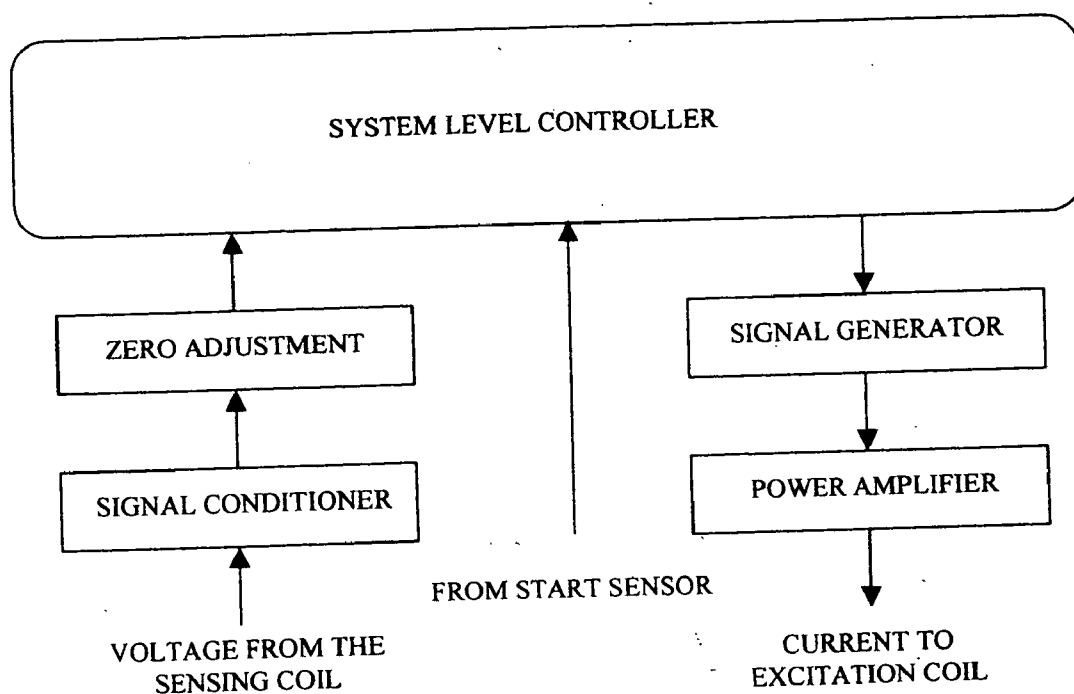 SYSTEM LEVEL CONTROLLER
ZERO ADJUSTMENT
SIGNAL GENERATOR
SIGNAL CONDITIONER
POWER AMPLIFIER
FROM START SENSOR
VOLTAGE FROM THE
SENSING COIL
CURRENT TO
EXCITATION COIL